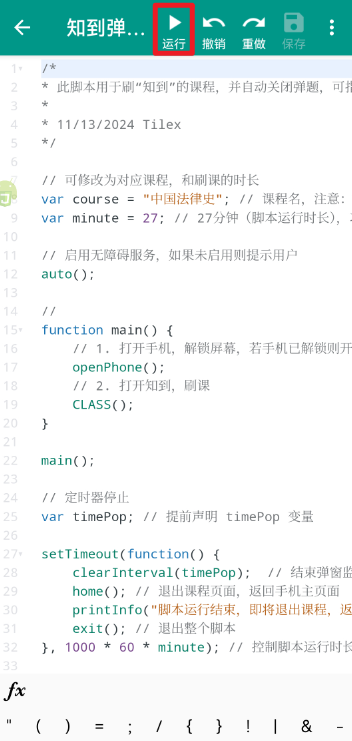 知到弹...
运行
撤销
重做
保存
1 /*
2 * 此脚本用于刷“知到”的课程，并自动关闭弹题，可指
3 *
4 * 11/13/2024 Tilex
5 */
6
7 // 可修改为对应课程，和刷课的时长
8 var course = "中国法律史"; // 课程名，注意：
9 var minute = 27; // 27分钟（脚本运行时长），
10
11 // 启用无障碍服务，如果未启用则提示用户
12 auto();
13
14 //
15 function main() {
16 // 1. 打开手机，解锁屏幕，若手机已解锁则开
17 openPhone();
18 // 2. 打开知到，刷课
19 CLASS();
20 }
21
22 main();
23
24 // 定时器停止
25 var timePop; // 提前声明 timePop 变量
26
27 setTimeout(function() {
28 clearInterval(timePop); // 结束弹窗监
29 home(); // 退出课程页面，返回手机主页面
30 printInfo("脚本运行结束，即将退出课程，返
31 exit(); // 退出整个脚本
32 }, 1000 * 60 * minute); // 控制脚本运行时长
33
fx
" ( ) = ; / { } ! | & -